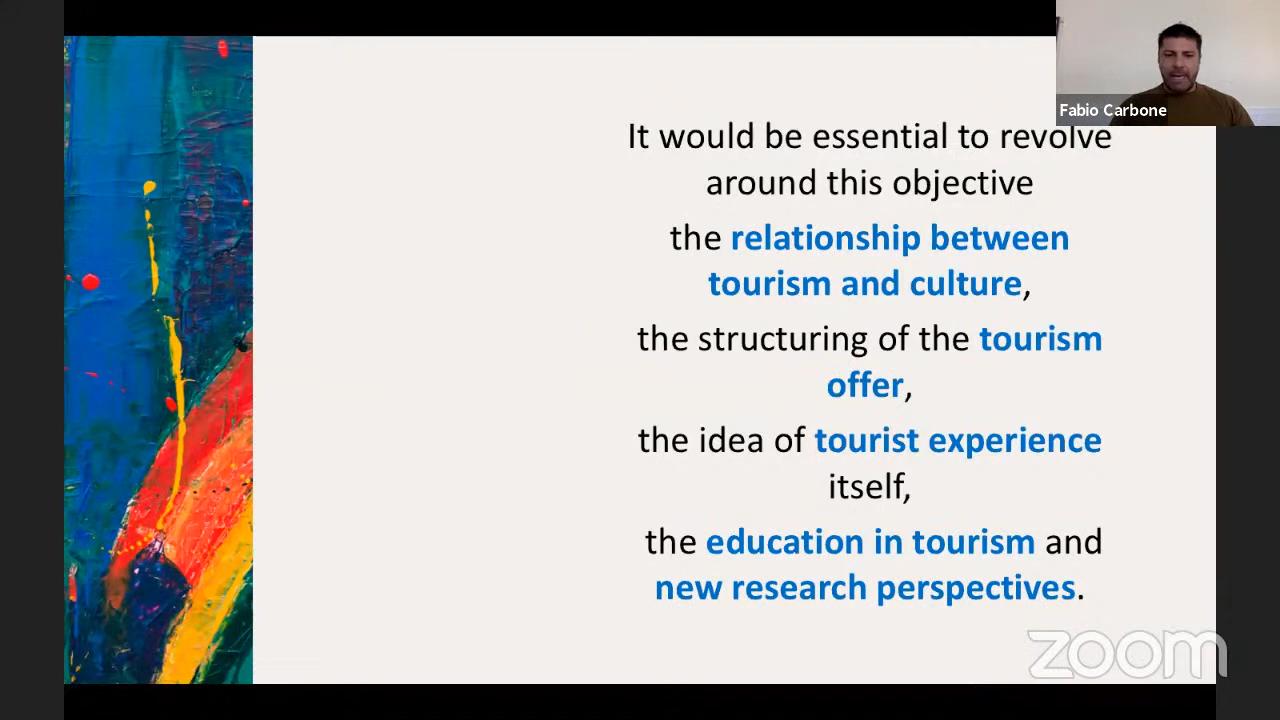 Fabio Carbone
It would be essential to revolve
around this objective
the relationship between
tourism and culture,
the structuring of the tourism
offer,
the idea of tourist experience
itself,
the education in tourism and
new research perspectives.
zoom